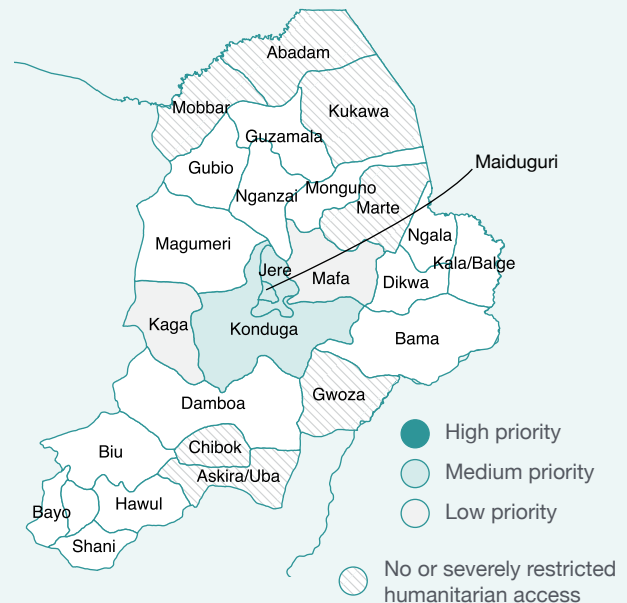 Abadam
Mobbar
Kukawa
Guzamala
Maiduguri
Gubio
Monguno
Nganzai
Marte
Ngala
Magumeri
Kala/Balge
Jere
Mafa
Dikwa
Kaga
Konduga
Bama
Gwoza
Damboa
High priority
Chibok
Biu
Medium priority
Askira/Uba
Hawul
Bayo
Low priority
Shani
No or severely restricted
humanitarian access